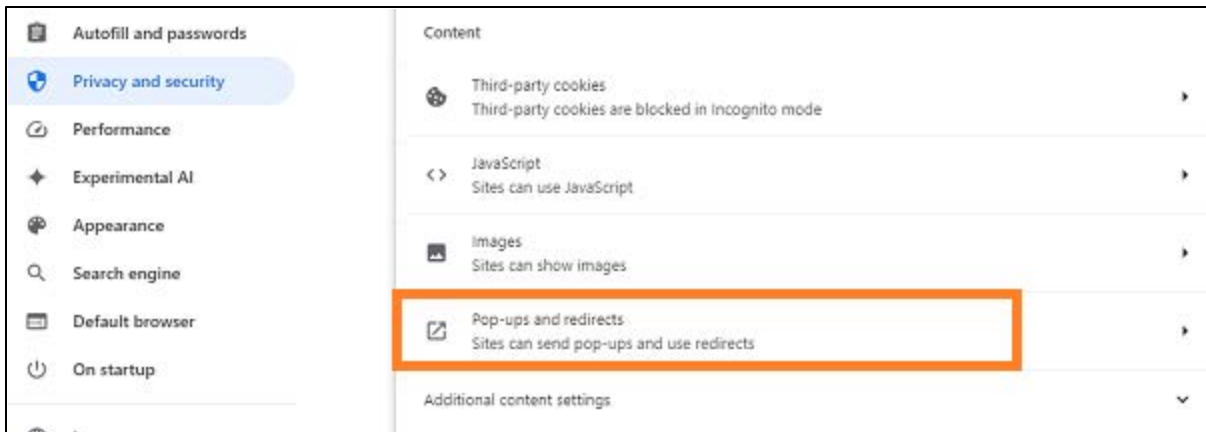 Autofill and passwords
Privacy and security
Performance
Experimental AI
Appearance
Search engine
Default browser
On startup
Content
Third-party cookies
Third-party cookies are blocked in Incognito mode
JavaScript
Sites can use JavaScript
Images
Sites can show images
Pop-ups and redirects
Sites can send pop-ups and use redirects
Additional content settings